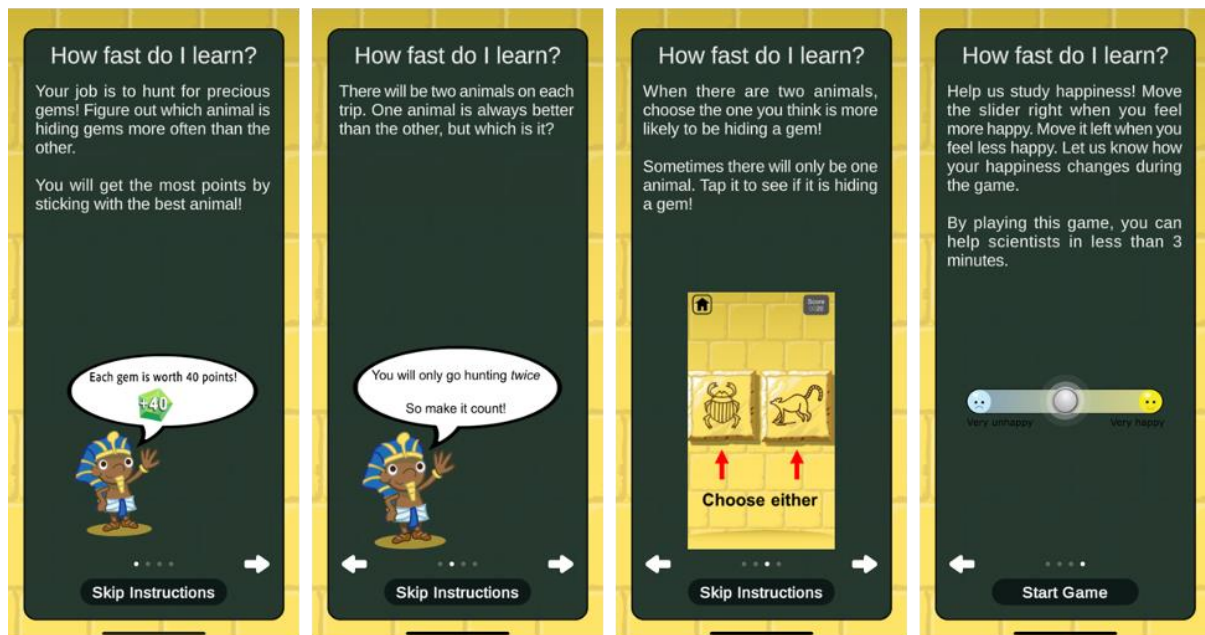 How fast do I learn?
Your job is to hunt for precious
gems! Figure out which animal is
hiding gems more often than the
other.
You will get the most points by
sticking with the best animal!
Each gem is worth 40 points!
+40
Skip Instructions
How fast do I learn?
There will be two animals on each
trip. One animal is always better
than the other, but which is it?
You will only go hunting twice
So make it count!
Skip Instructions
How fast do I learn?
When there are two animals,
choose the one you think is more
likely to be hiding a gem!
Sometimes there will only be one
animal. Tap it to see if it is hiding
a gem!
Score
Choose either
Skip Instructions
How fast do I learn?
Help us study happiness! Move
the slider right when you feel
more happy. Move it left when you
feel less happy. Let us know how
your happiness changes during
the game.
By playing this game, you can
help scientists in less than 3
minutes.
Very unhappy
Very happy
Start Game